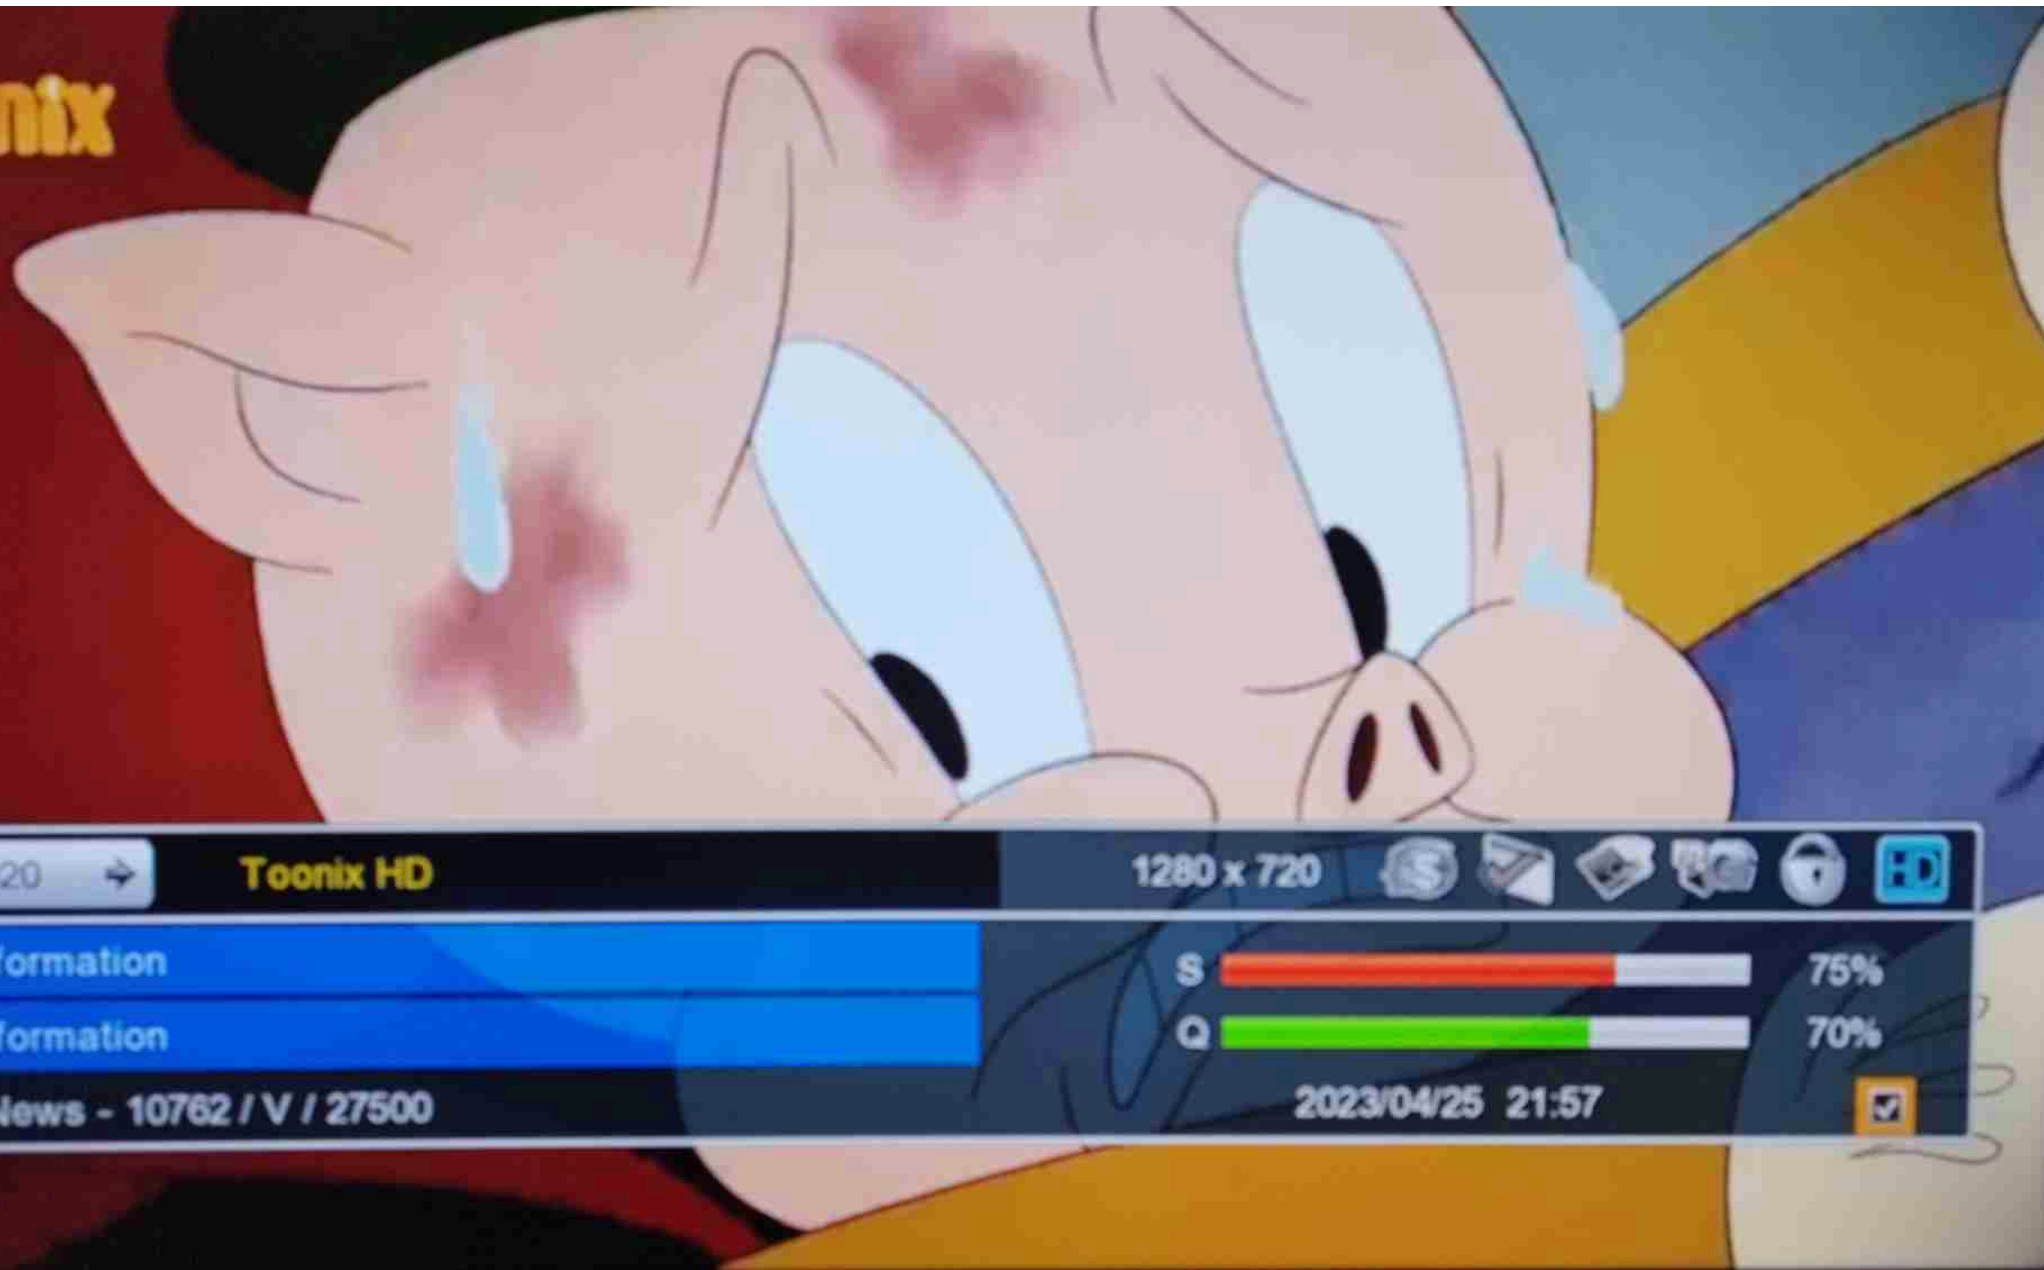 nix
20 Toonix HD 1280 x 720 HD
formation
S 75%
formation
Q 70%
News - 10762 / V / 27500 2023/04/25 21:57